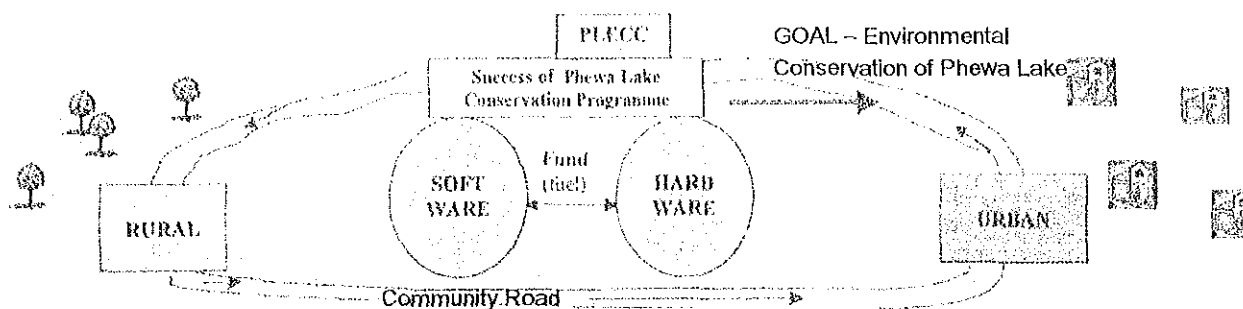 PLECC
GOAL – Environmental
Conservation of Phewa Lake
Success of Phewa Lake
Conservation Programme
Fund
(fuel)
SOFT
WARE
HARD
WARE
RURAL
URBAN
Community Road